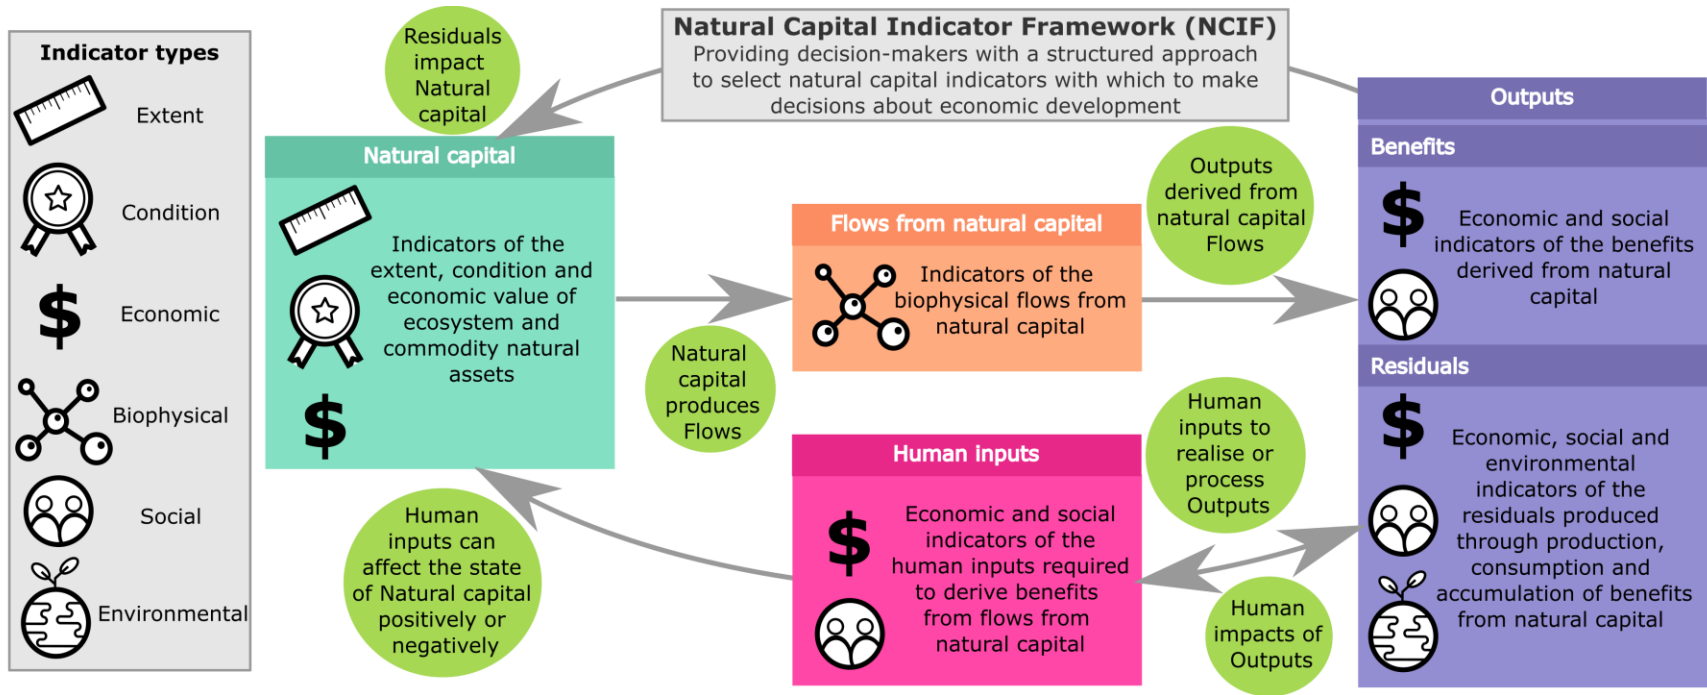 Natural Capital Indicator Framework (NCIF)
Providing decision-makers with a structured approach
to select natural capital indicators with which to make
decisions about economic development
Indicator types
Extent
Condition
$
Economic
Biophysical
Social
Environmental
Residuals
impact
Natural
capital
Natural capital
Indicators of the
extent, condition and
economic value of
ecosystem and
commodity natural
assets
$
Natural
capital
produces
Flows
Flows from natural capital
Indicators of the
biophysical flows from
natural capital
Outputs
derived from
natural capital
Flows
Human inputs
$
Economic and social
indicators of the
human inputs required
to derive benefits
from flows from
natural capital
Human
inputs can
affect the state
of Natural capital
positively or
negatively
Human
inputs to
realise or
process
Outputs
Human
impacts of
Outputs
Outputs
Benefits
$
Economic and social
indicators of the benefits
derived from natural
capital
Residuals
$
Economic, social and
environmental
indicators of the
residuals produced
through production,
consumption and
accumulation of benefits
from natural capital